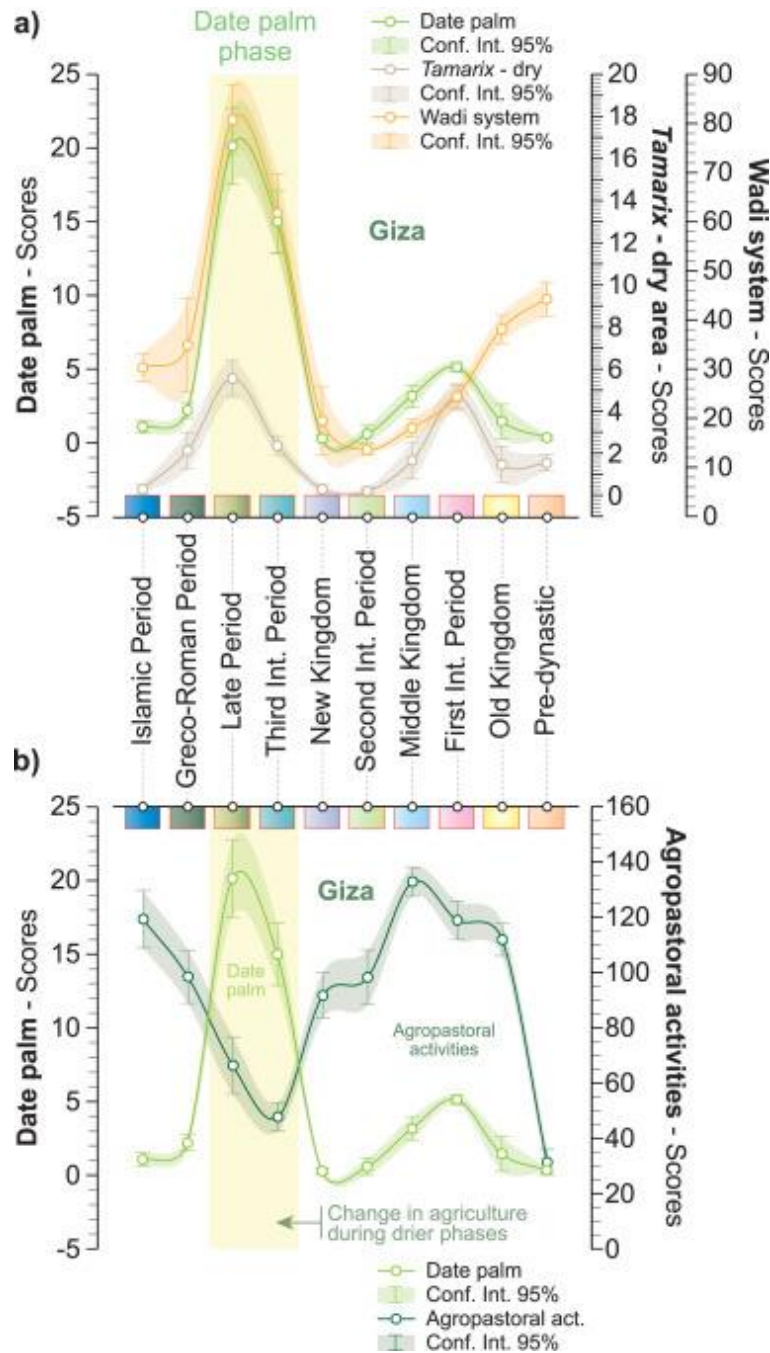 a)
Date palm
phase
Date palm
Conf. Int. 95%
Tamarix - dry
Conf. Int. 95%
Wadi system
Conf. Int. 95%
Giza
25
20
15
10
5
0
-5
Date palm - Scores
20
18
16
14
12
10
8
6
4
2
0
Tamarix - dry area - Scores
90
80
70
60
50
40
30
20
10
0
Wadi system - Scores
Islamic Period
Greco-Roman Period
Late Period
Third Int. Period
New Kingdom
Second Int. Period
Middle Kingdom
First Int. Period
Old Kingdom
Pre-dynastic
b)
25
20
15
10
5
0
-5
Date palm - Scores
Giza
Date
palm
Agropastoral
activities
Change in agriculture
during drier phases
160
140
120
100
80
60
40
20
0
Agropastoral activities - Scores
Date palm
Conf. Int. 95%
Agropastoral act.
Conf. Int. 95%